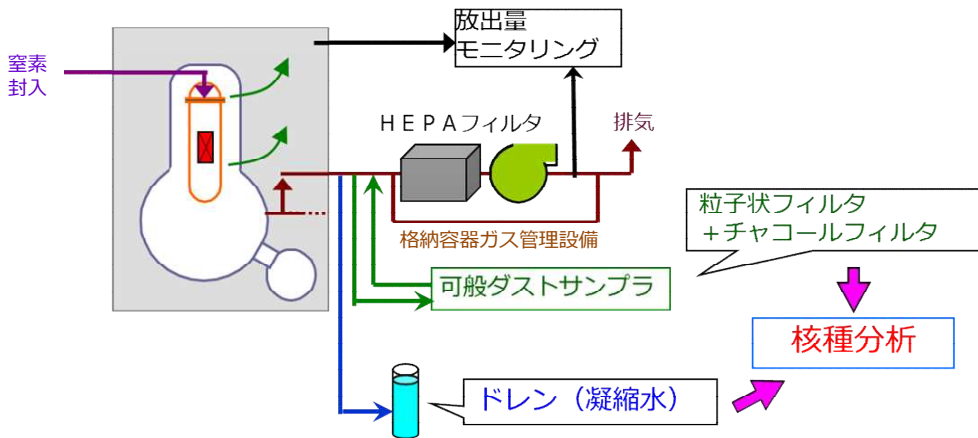 放出量
モニタリング
窒素
封入
ＨＥＰＡフィルタ
排気
粒子状フィルタ
＋チャコールフィルタ
格納容器ガス管理設備
可般ダストサンプラ
核種分析
ドレン（凝縮水）